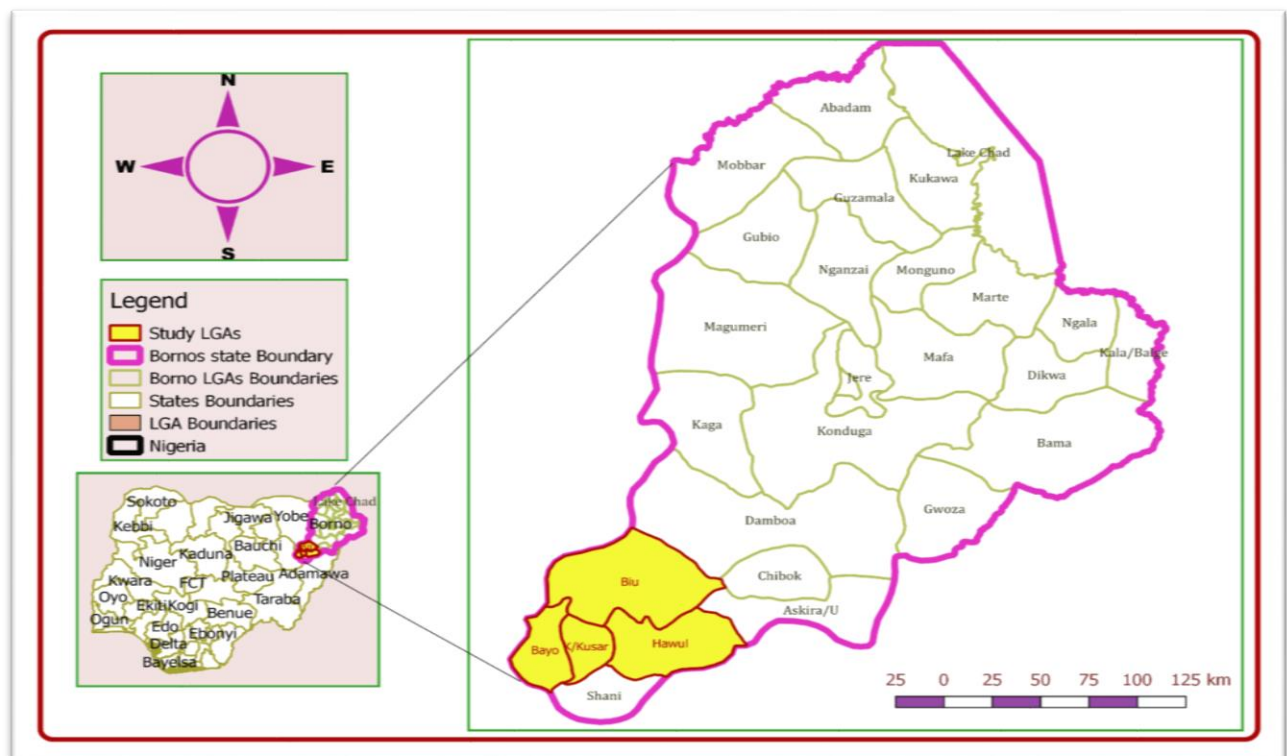 N
W E
S
Legend
Study LGAs
Bornos state Boundary
Borno LGAs Boundaries
States Boundaries
LGA Boundaries
Nigeria
Sokoto
Kebbi
Jigawa
Yobe
Lake Chad
Borno
Niger
Kaduna
Bauchi
Kwara
FCT
Plateau
Adamawa
Oyo
Ekiti
Kogi
Benue
Taraba
Ogun
Edo
Ebonyi
Delta
Bayelsa
Abadam
Mobbar
Lake Chad
Kukawa
Guzamala
Gubio
Nganzai
Monguno
Marte
Magumeri
Ngala
Mafa
Kala/Balge
Jere
Dikwa
Kaga
Konduga
Bama
Damboa
Gwoza
Biu
Chibok
Askira/U
Bayo
/Kusar
Hawul
Shani
25 0 25 50 75 100 125 km